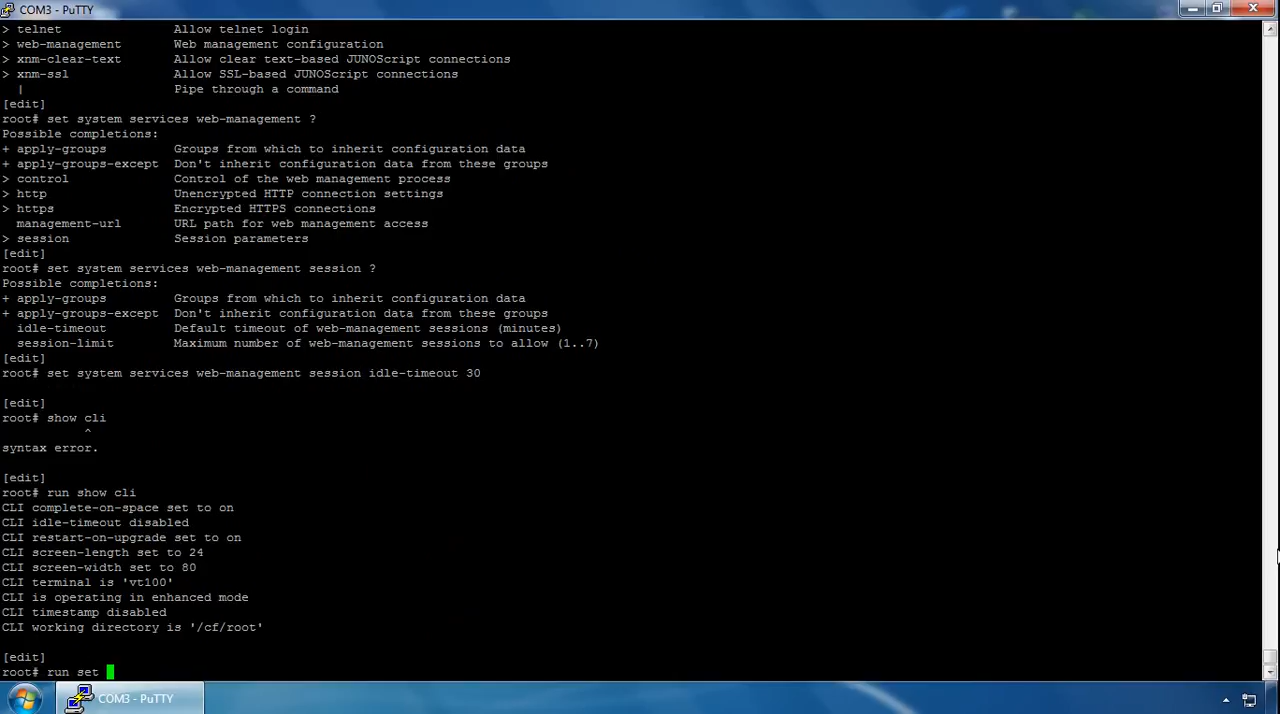 COM3 - PuTTY
> telnet Allow telnet login
> web-management Web management configuration
> xnm-clear-text Allow clear text-based JUNOScript connections
> xnm-ssl Allow SSL-based JUNOScript connections
| Pipe through a command
[edit]
root# set system services web-management ?
Possible completions:
+ apply-groups Groups from which to inherit configuration data
+ apply-groups-except Don't inherit configuration data from these groups
> control Control of the web management process
> http Unencrypted HTTP connection settings
> https Encrypted HTTPS connections
management-url URL path for web management access
> session Session parameters
[edit]
root# set system services web-management session ?
Possible completions:
+ apply-groups Groups from which to inherit configuration data
+ apply-groups-except Don't inherit configuration data from these groups
idle-timeout Default timeout of web-management sessions (minutes)
session-limit Maximum number of web-management sessions to allow (1..7)
[edit]
root# set system services web-management session idle-timeout 30
[edit]
root# show cli
^
syntax error.
[edit]
root# run show cli
CLI complete-on-space set to on
CLI idle-timeout disabled
CLI restart-on-upgrade set to on
CLI screen-length set to 24
CLI screen-width set to 80
CLI terminal is 'vt100'
CLI is operating in enhanced mode
CLI timestamp disabled
CLI working directory is '/cf/root'
[edit]
root# run set
COM3 - PuTTY